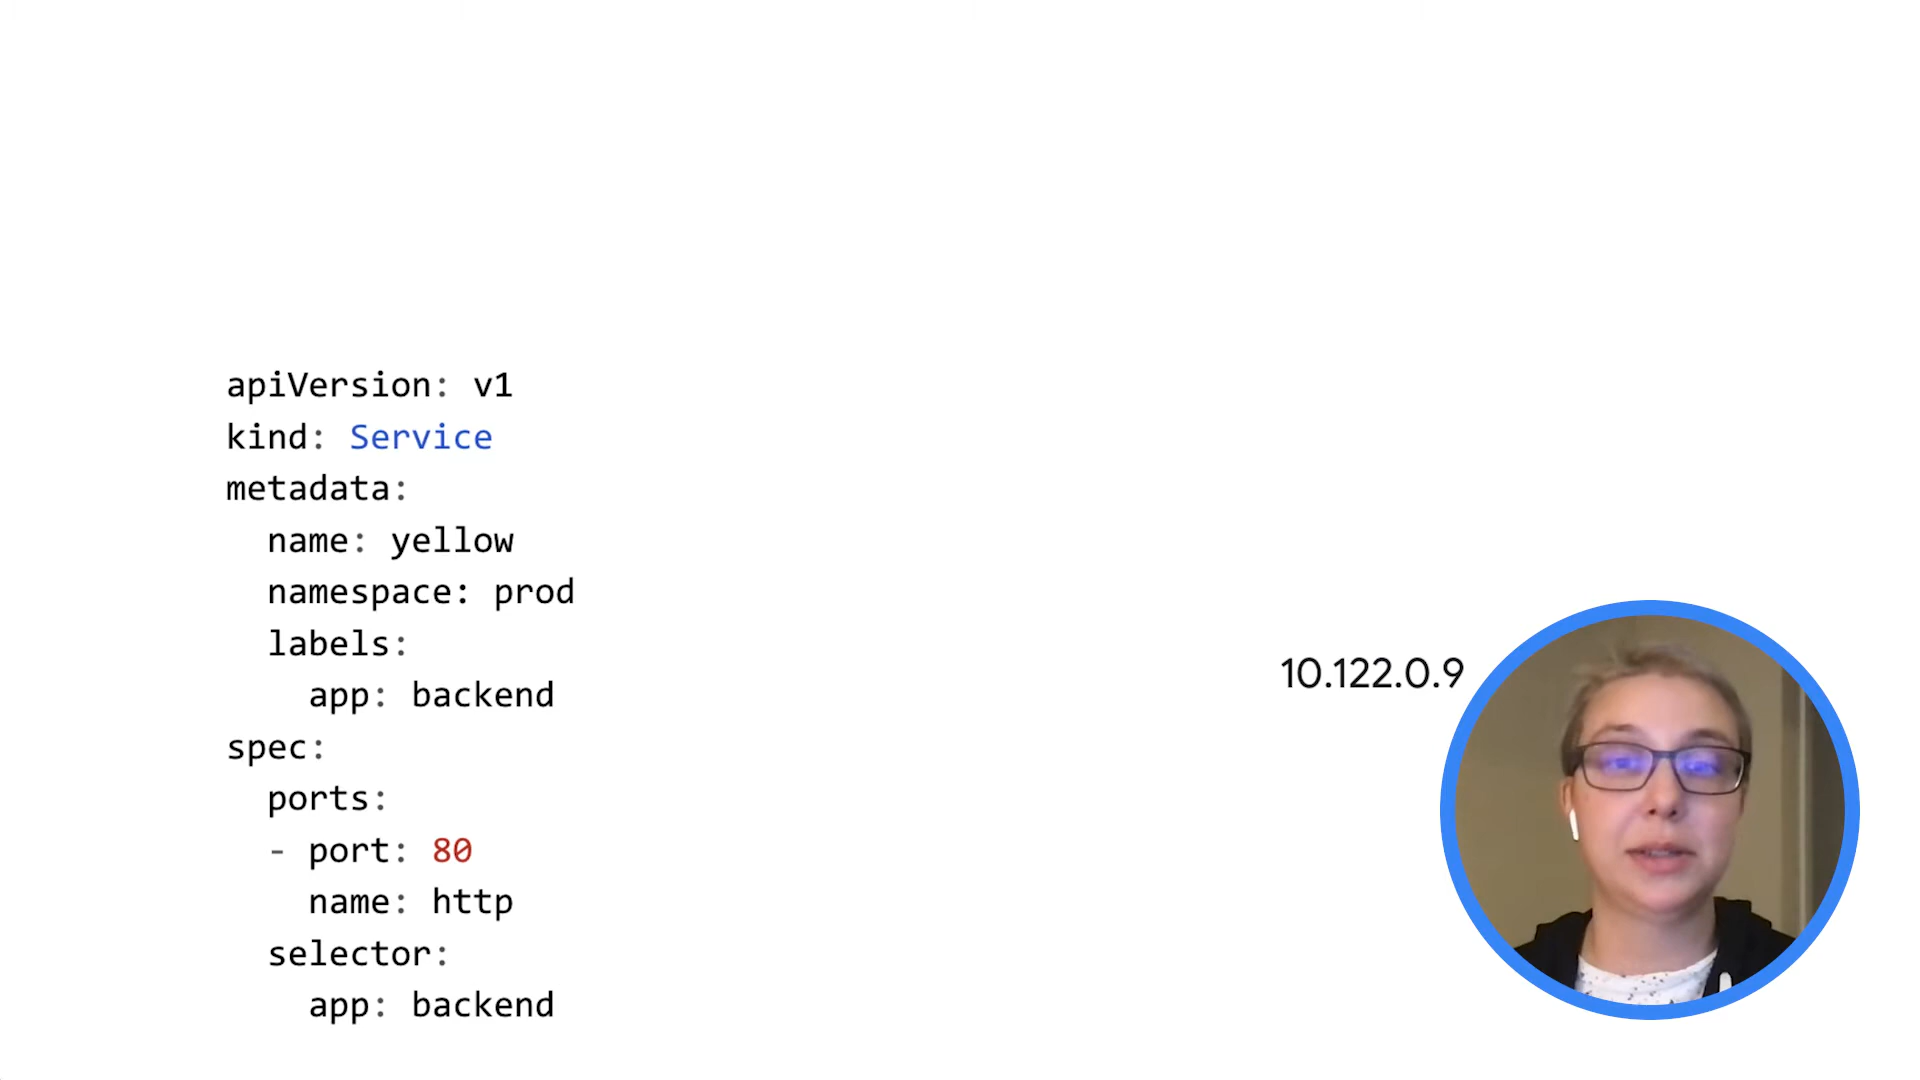 apiVersion: v1
kind: Service
metadata:
  name: yellow
  namespace: prod
  labels:
    app: backend
spec:
  ports:
  - port: 80
    name: http
  selector:
    app: backend
10.122.0.9